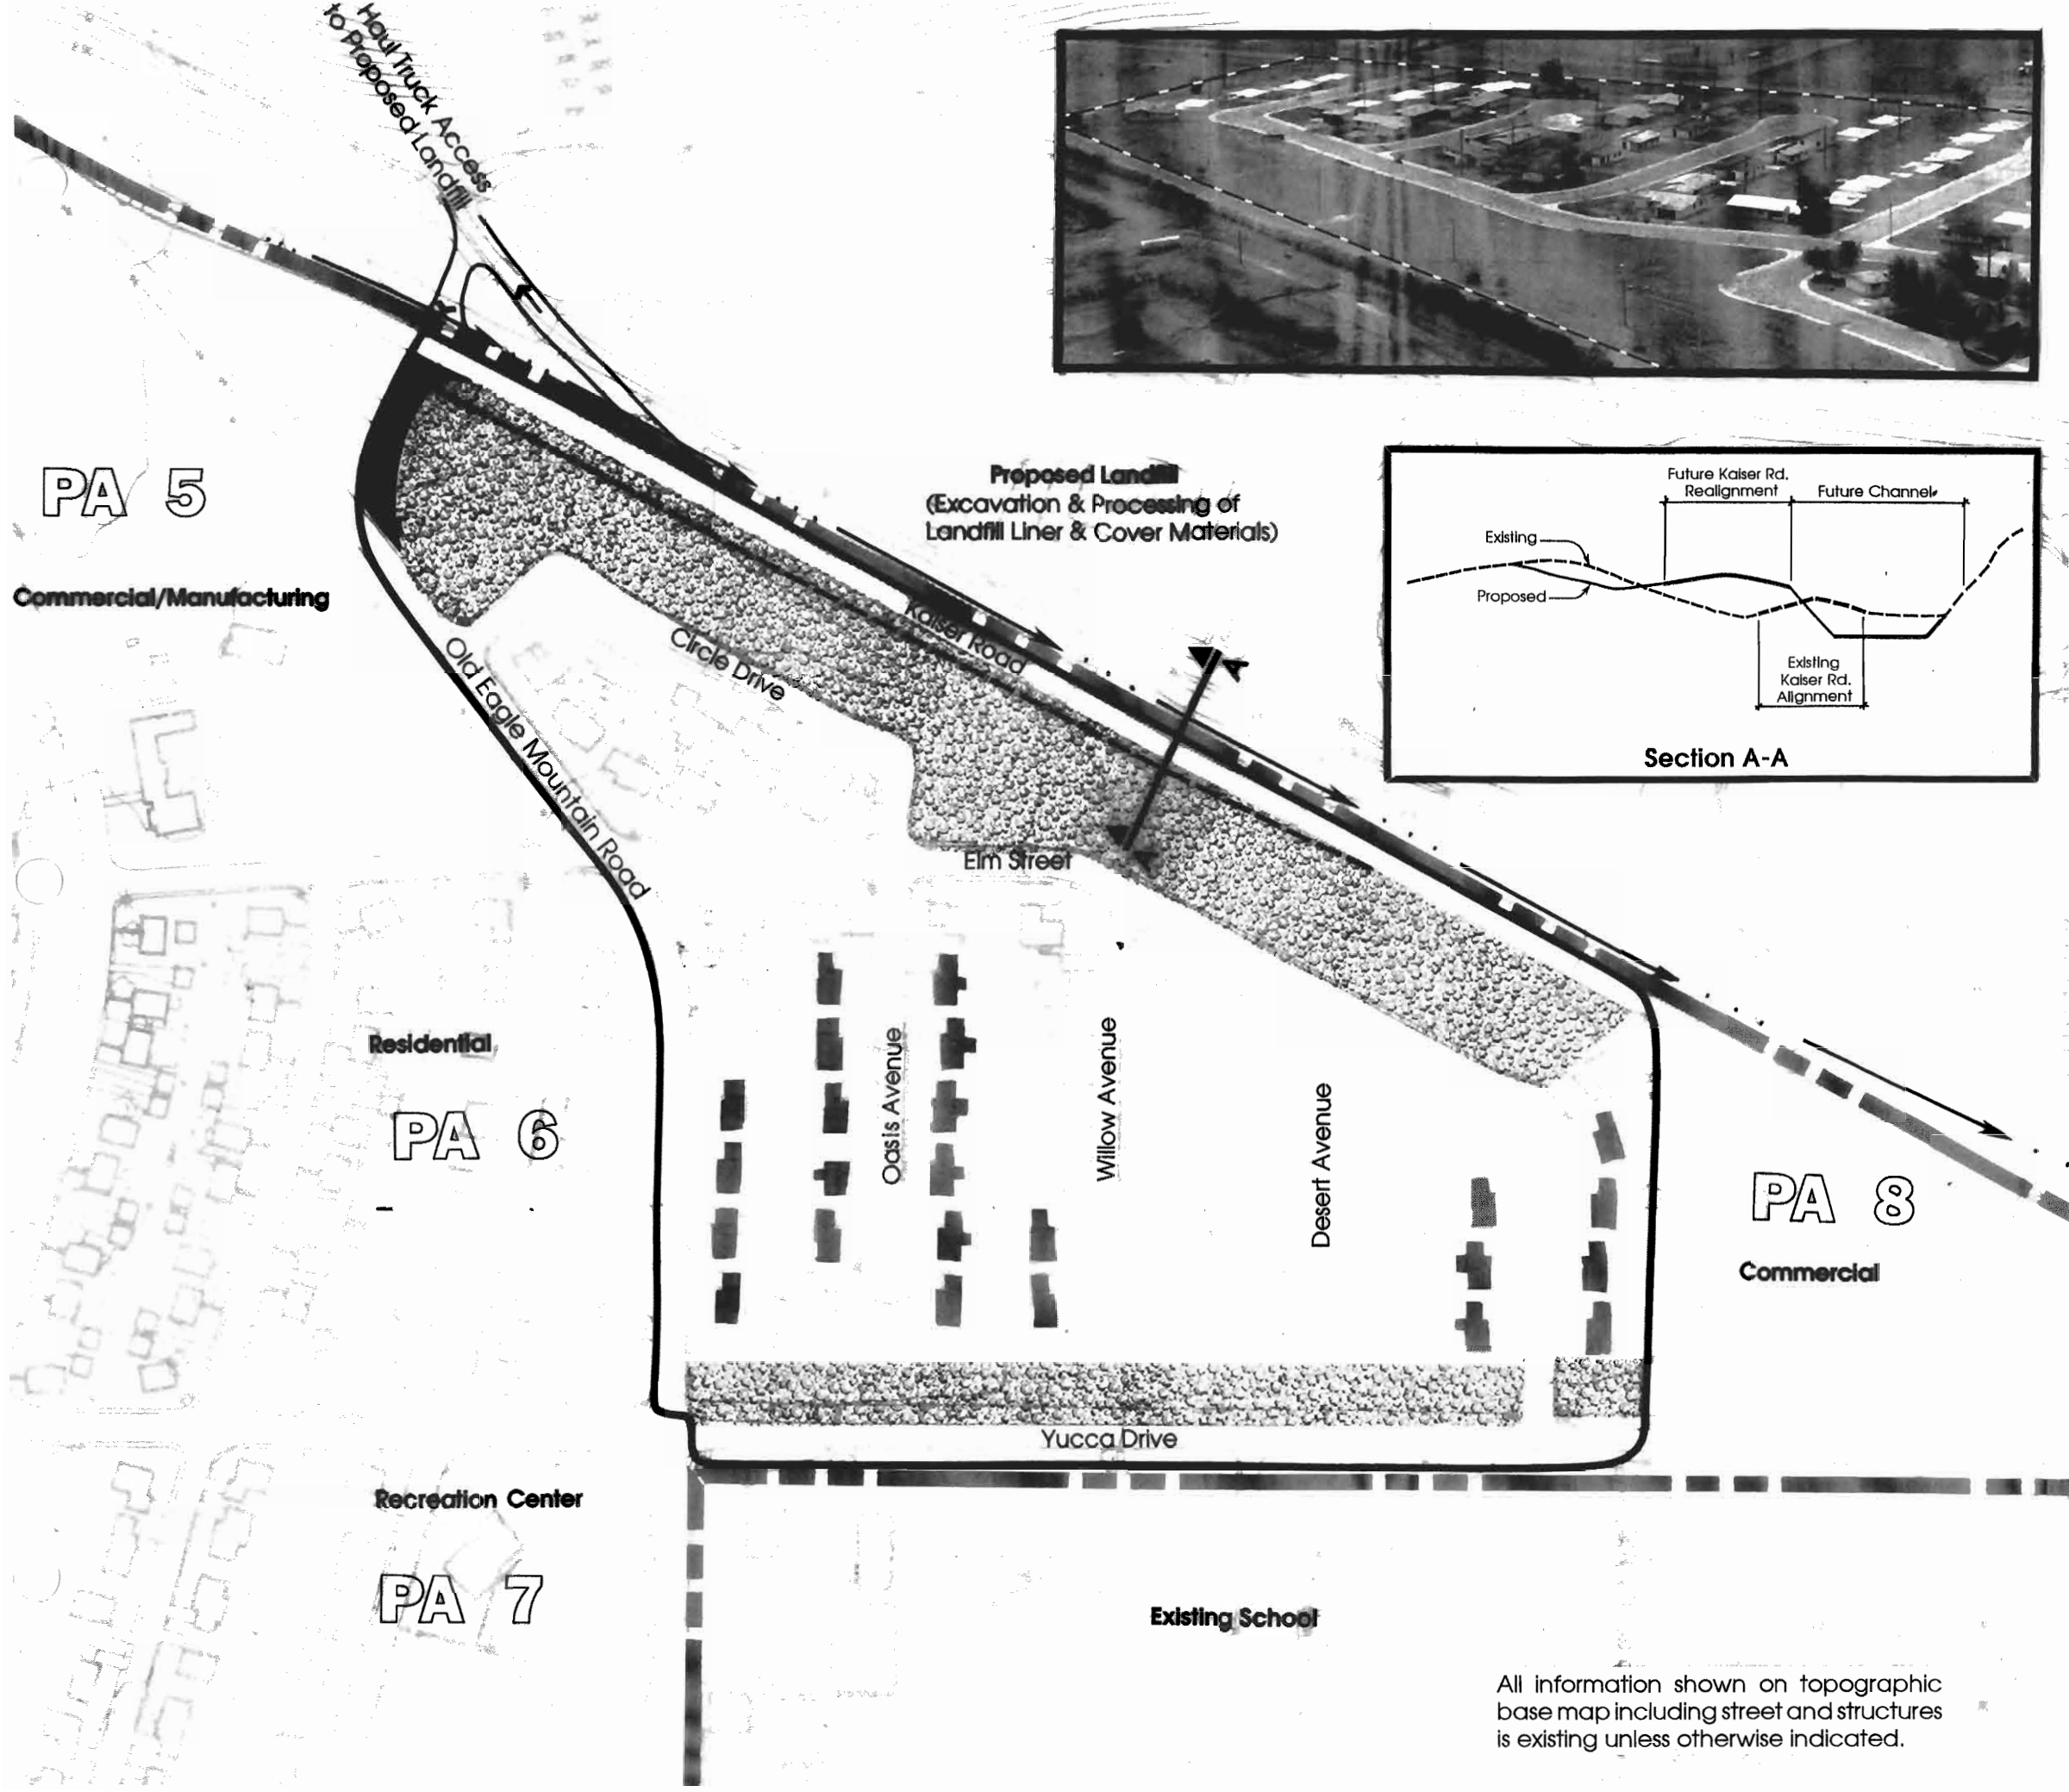 Haul Truck Access
to Proposed Landfill
PA 5
Commercial/Manufacturing
Proposed Landfill
(Excavation & Processing of
Landfill Liner & Cover Materials)
Future Kaiser Rd.
Realignment
Future Channel
Existing
Proposed
Existing
Kaiser Rd.
Alignment
Section A-A
Kaiser Road
Circle Drive
Old Eagle Mountain Road
A
A
Elm Street
Residential
PA 6
Oasis Avenue
Willow Avenue
Desert Avenue
PA 8
Commercial
Yucca Drive
Recreation Center
PA 7
Existing School
All information shown on topographic
base map including street and structures
is existing unless otherwise indicated.